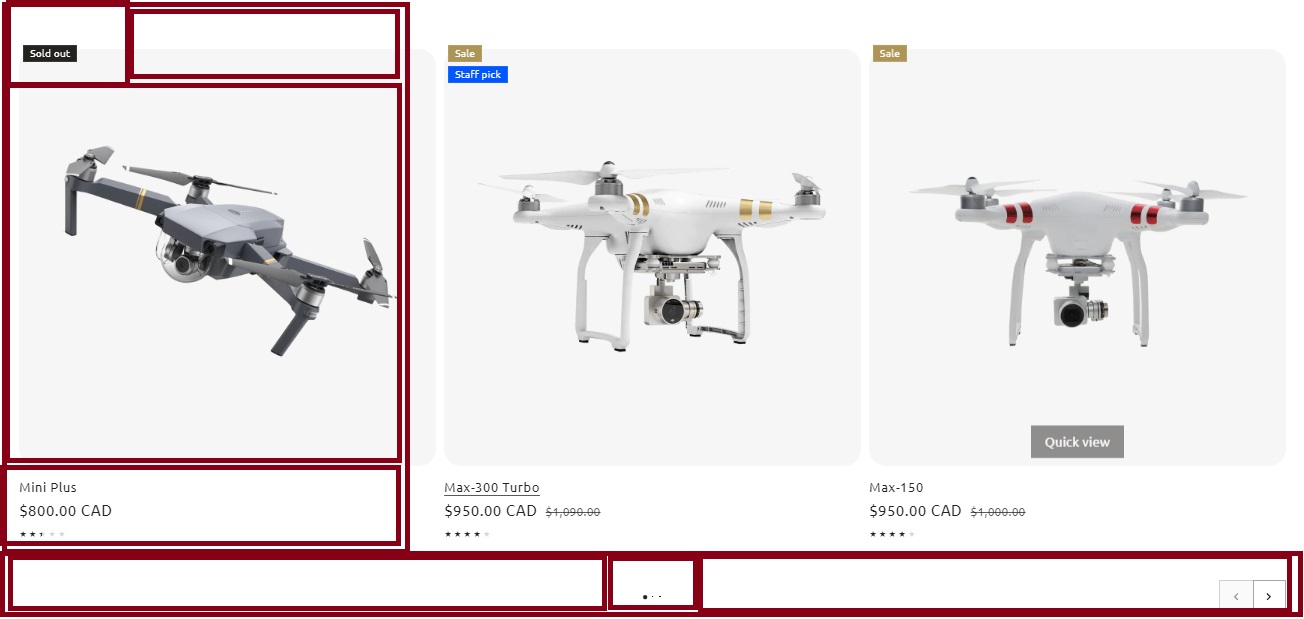 Sold out
Sale
Staff pick
Sale
Quick view
Mini Plus
$800.00 CAD
Max-300 Turbo
$950.00 CAD $1,090.00
Max-150
$950.00 CAD $1,000.00